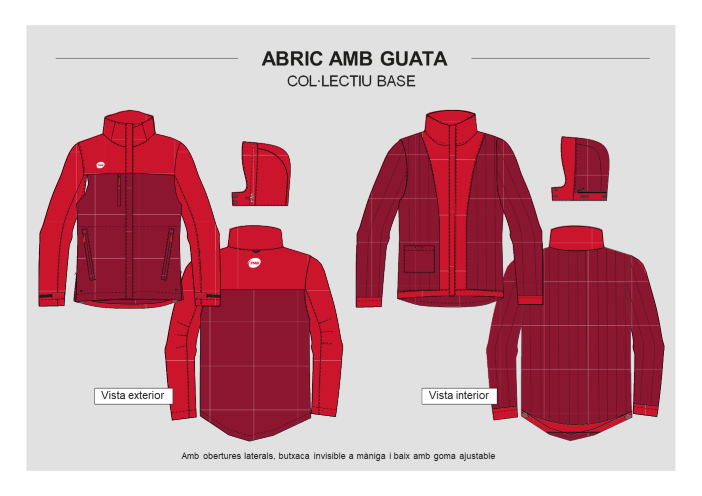 ABRIC AMB GUATA
COL·LECTIU BASE
Vista exterior
Vista interior
Amb obertures laterals, butxaca invisible a màniga i baix amb goma ajustable